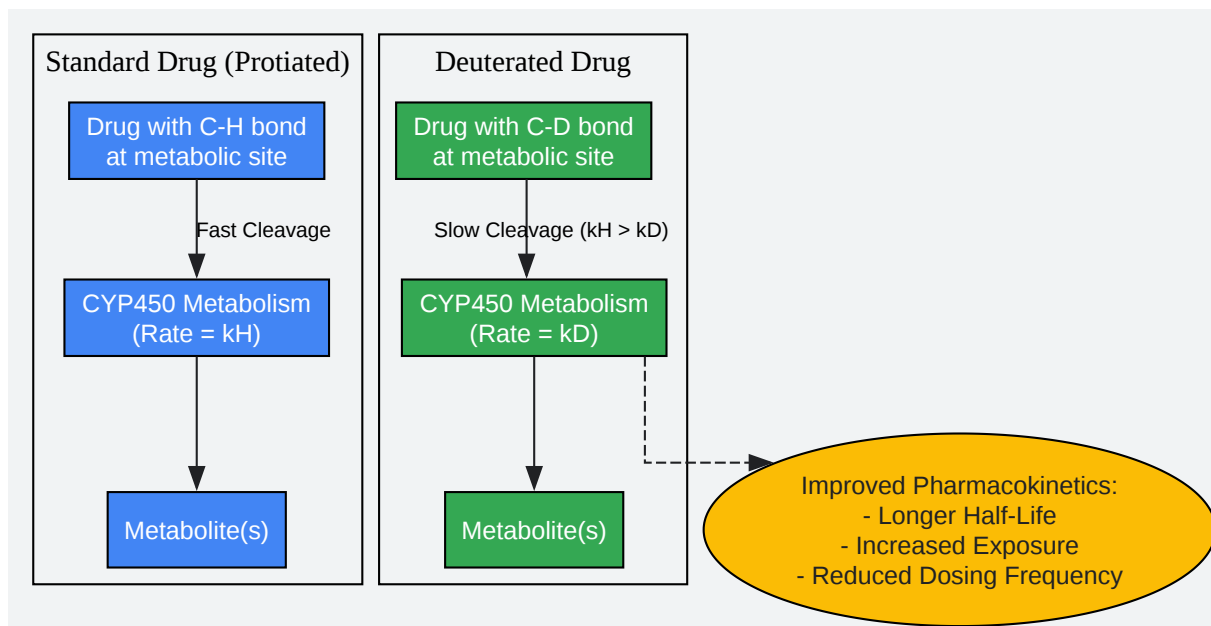 Standard Drug (Protiated)
Drug with C-H bond
at metabolic site
Fast Cleavage
CYP450 Metabolism
(Rate = kH)
Metabolite(s)
Deuterated Drug
Drug with C-D bond
at metabolic site
Slow Cleavage (kH > kD)
CYP450 Metabolism
(Rate = kD)
Metabolite(s)
Improved Pharmacokinetics:
- Longer Half-Life
- Increased Exposure
- Reduced Dosing Frequency